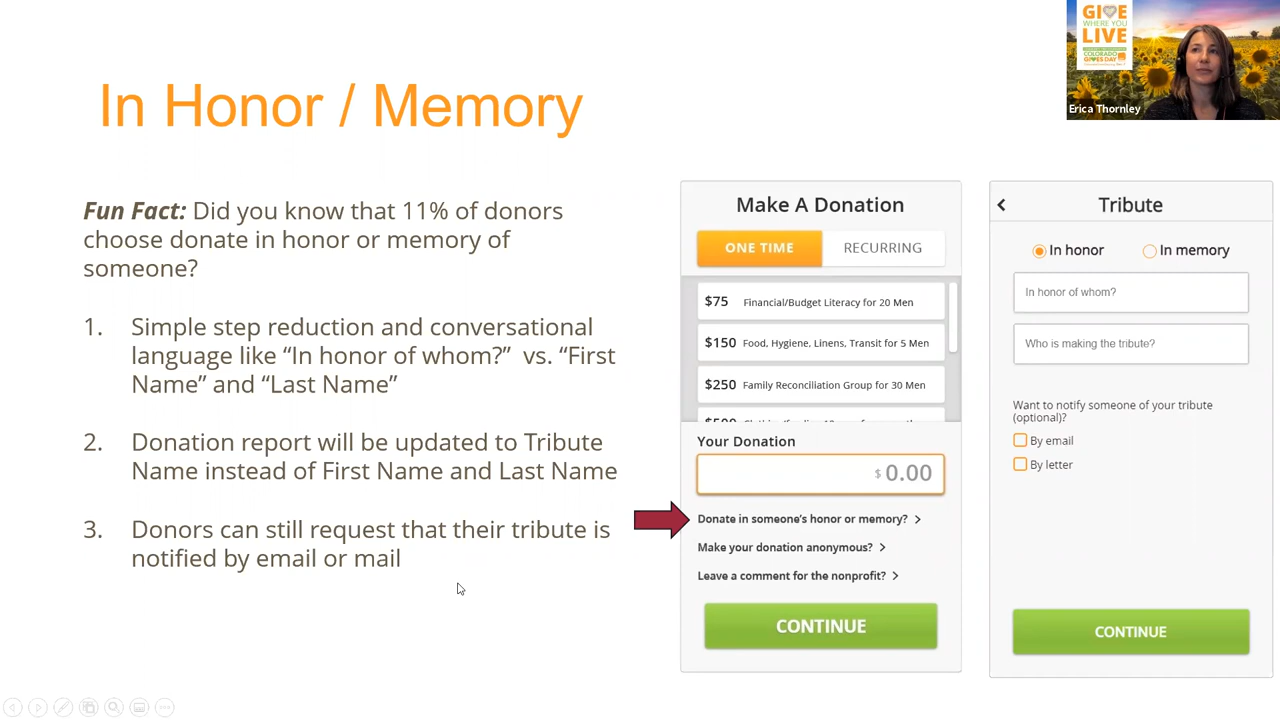 GIVE
WHERE YOU
LIVE
COLORADO
GIVES DAY
Erica Thornley
In Honor / Memory
Fun Fact: Did you know that 11% of donors
choose donate in honor or memory of
someone?
1. Simple step reduction and conversational
language like “In honor of whom?” vs. “First
Name” and “Last Name”
2. Donation report will be updated to Tribute
Name instead of First Name and Last Name
3. Donors can still request that their tribute is
notified by email or mail
Make A Donation
ONE TIME RECURRING
$75 Financial/Budget Literacy for 20 Men
$150 Food, Hygiene, Linens, Transit for 5 Men
$250 Family Reconciliation Group for 30 Men
Your Donation
$ 0.00
Donate in someone's honor or memory? >
Make your donation anonymous? >
Leave a comment for the nonprofit? >
CONTINUE
< Tribute
In honor In memory
In honor of whom?
Who is making the tribute?
Want to notify someone of your tribute
(optional)?
By email
By letter
CONTINUE